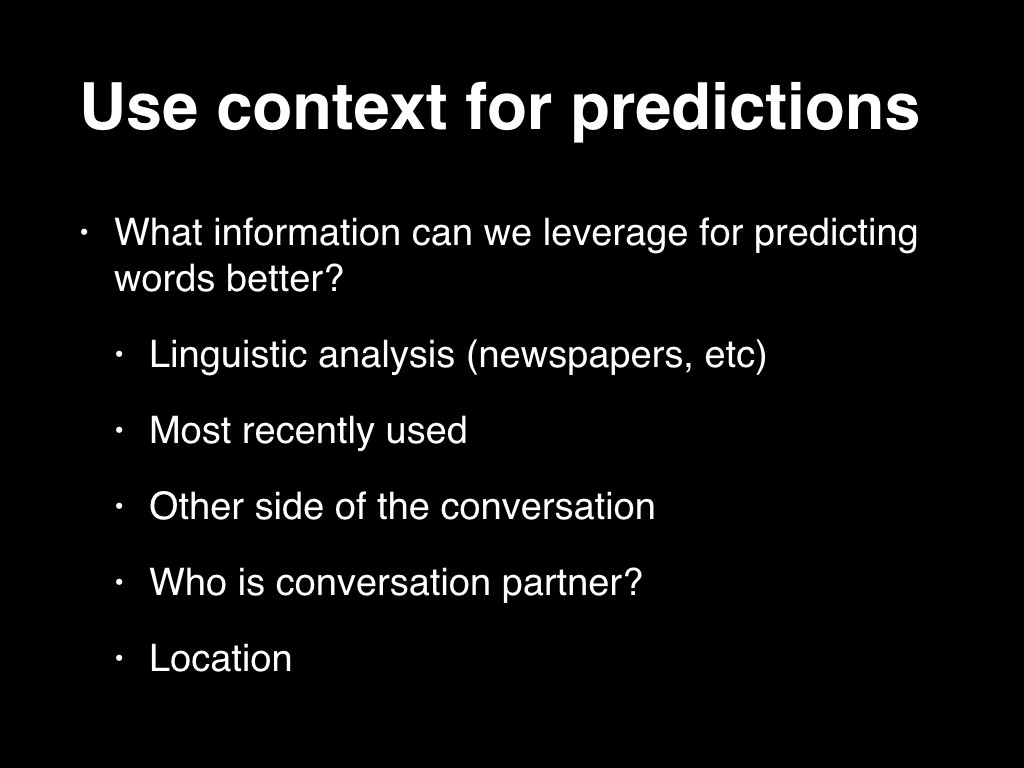 Use context for predictions
• What information can we leverage for predicting
words better?
• Linguistic analysis (newspapers, etc)
• Most recently used
• Other side of the conversation
• Who is conversation partner?
• Location